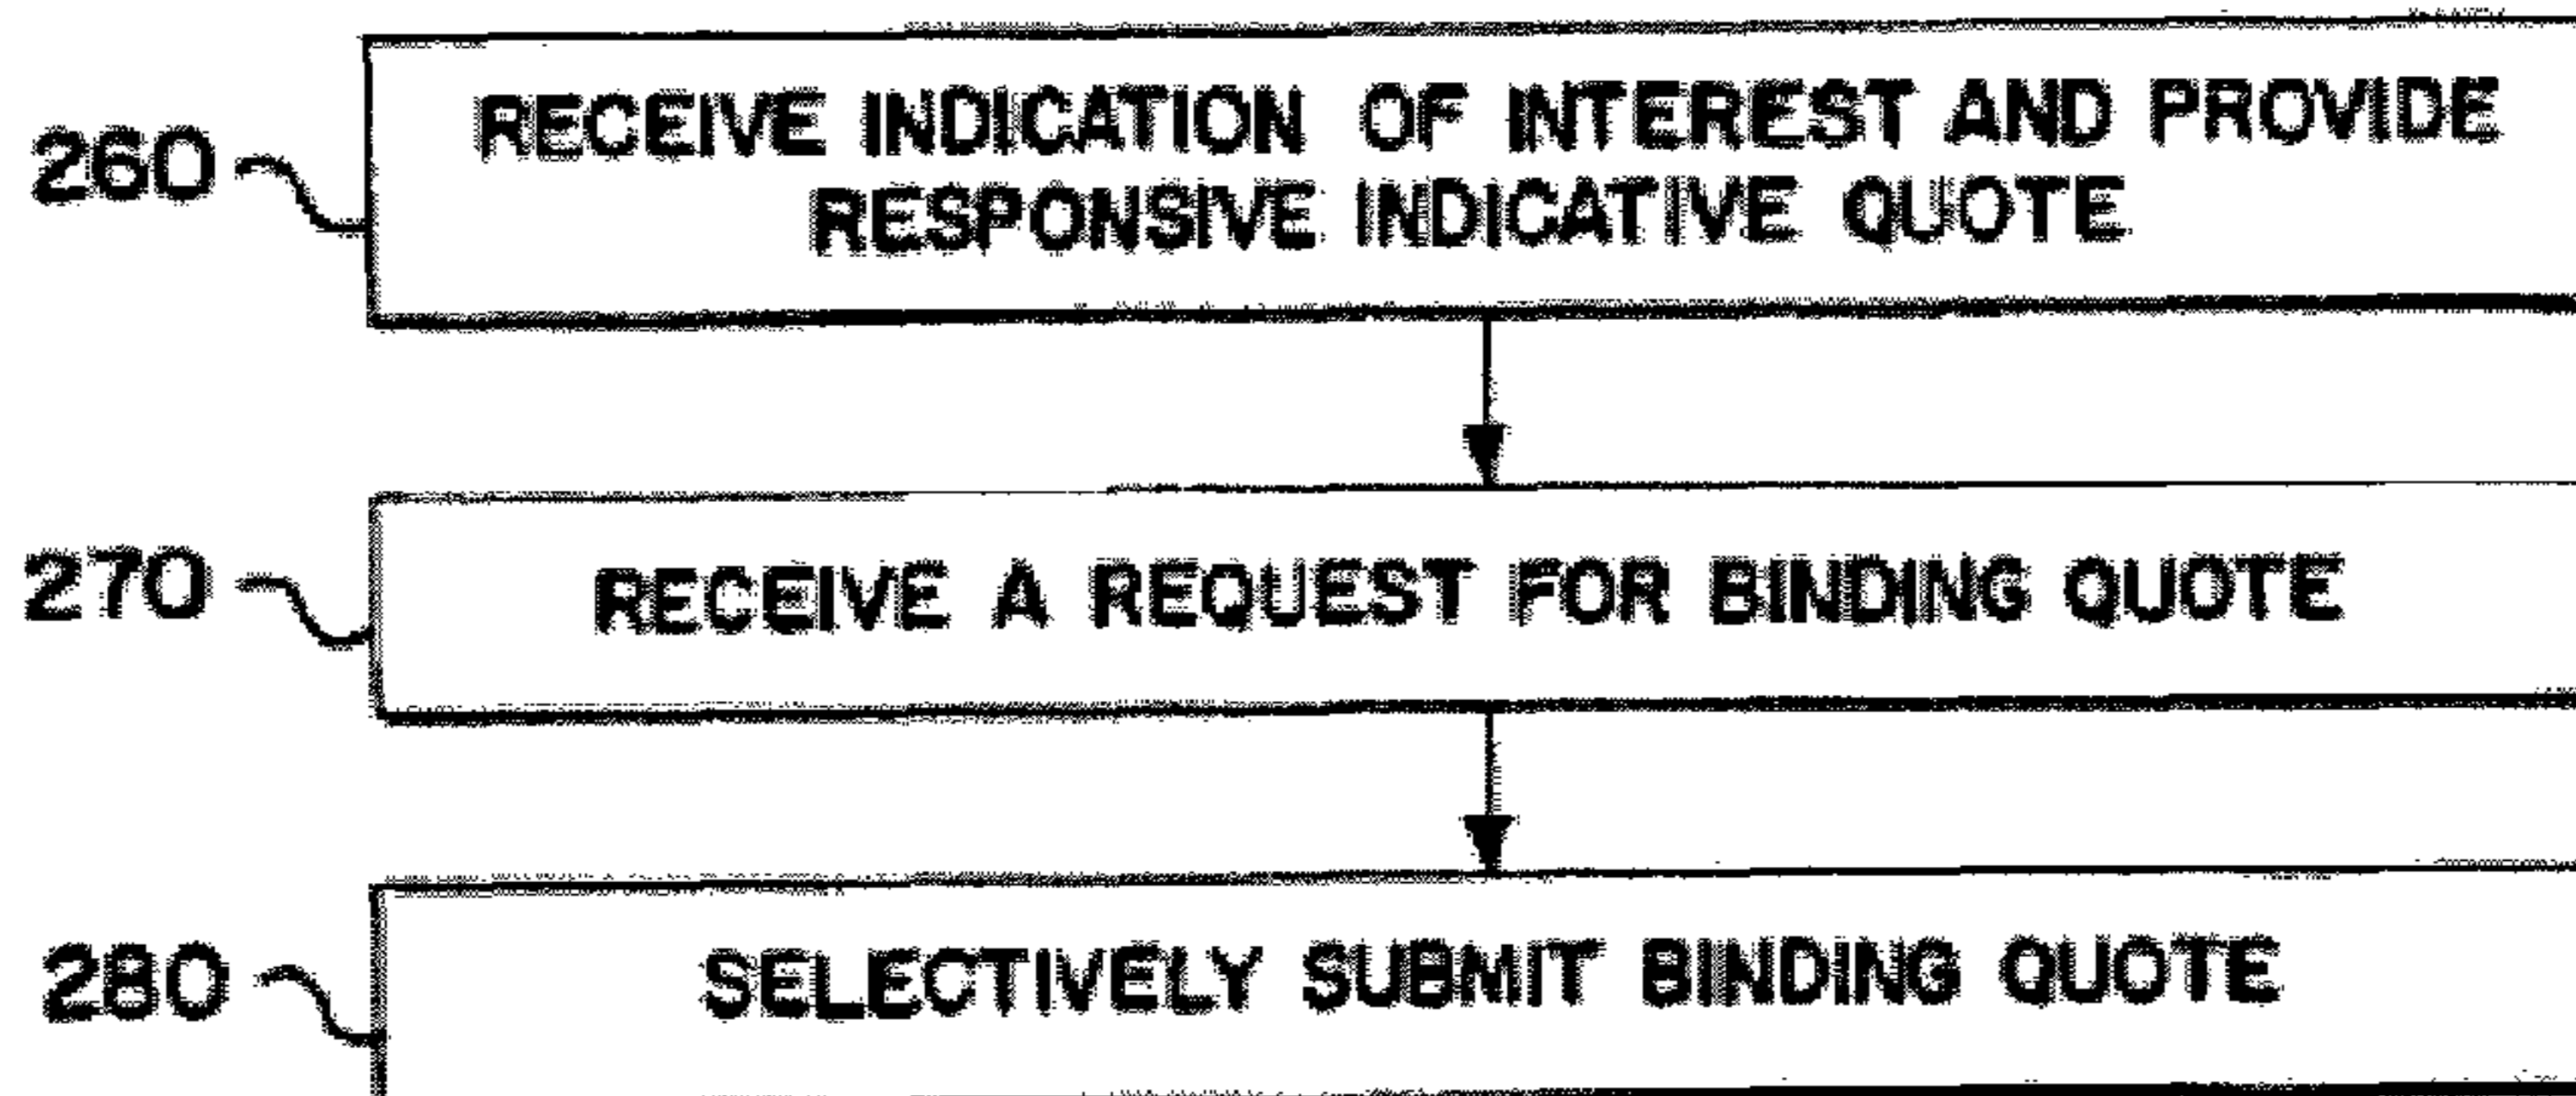 260
RECEIVE INDICATION OF INTEREST AND PROVIDE
RESPONSIVE INDICATIVE QUOTE
270
RECEIVE A REQUEST FOR BINDING QUOTE
280
SELECTIVELY SUBMIT BINDING QUOTE